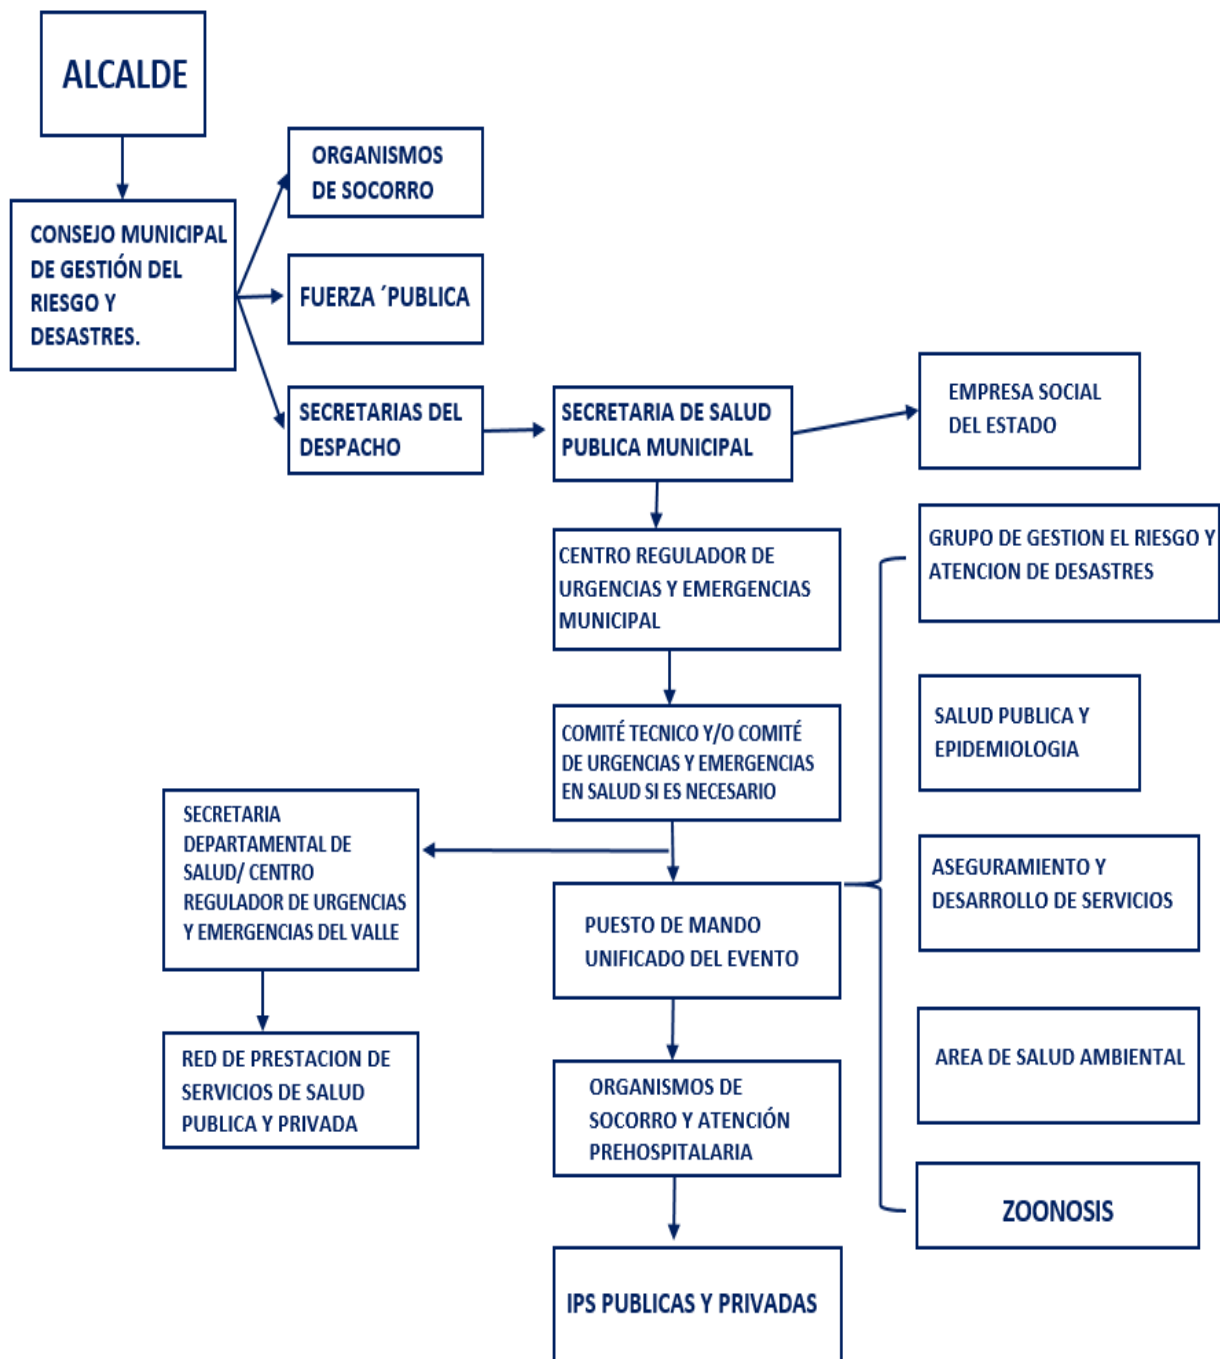 ALCALDE
ORGANISMOS
DE SOCORRO
CONSEJO MUNICIPAL
DE GESTIÓN DEL
RIESGO Y
DESASTRES.
FUERZA ´PUBLICA
SECRETARIAS DEL
DESPACHO
SECRETARIA DE SALUD
PUBLICA MUNICIPAL
EMPRESA SOCIAL
DEL ESTADO
CENTRO REGULADOR DE
URGENCIAS Y EMERGENCIAS
MUNICIPAL
GRUPO DE GESTION EL RIESGO Y
ATENCION DE DESASTRES
COMITÉ TECNICO Y/O COMITÉ
DE URGENCIAS Y EMERGENCIAS
EN SALUD SI ES NECESARIO
SALUD PUBLICA Y
EPIDEMIOLOGIA
SECRETARIA
DEPARTAMENTAL DE
SALUD/ CENTRO
REGULADOR DE URGENCIAS
Y EMERGENCIAS DEL VALLE
PUESTO DE MANDO
UNIFICADO DEL EVENTO
ASEGURAMIENTO Y
DESARROLLO DE SERVICIOS
RED DE PRESTACION DE
SERVICIOS DE SALUD
PUBLICA Y PRIVADA
ORGANISMOS DE
SOCORRO Y ATENCIÓN
PREHOSPITALARIA
AREA DE SALUD AMBIENTAL
ZOONOSIS
IPS PUBLICAS Y PRIVADAS